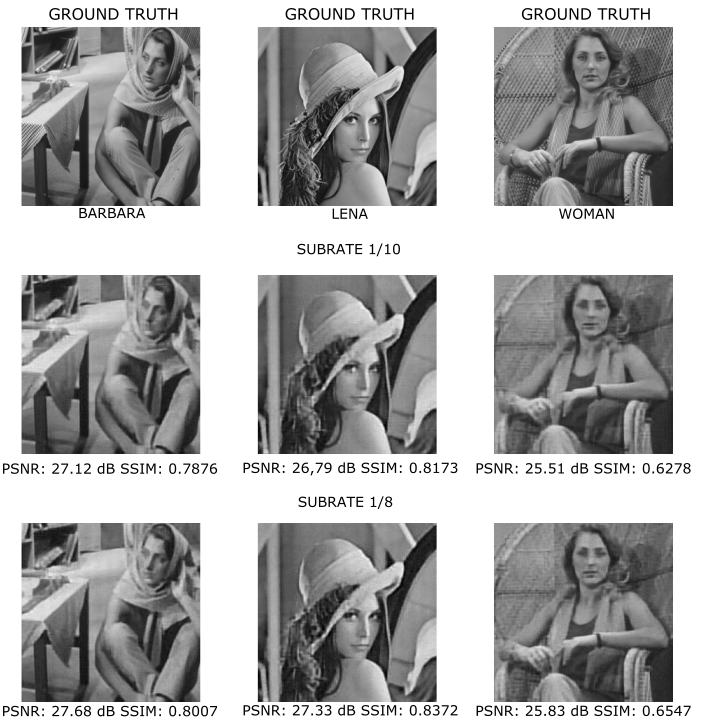 GROUND TRUTH GROUND TRUTH GROUND TRUTH
BARBARA LENA WOMAN
SUBRATE 1/10
PSNR: 27.12 dB SSIM: 0.7876 PSNR: 26,79 dB SSIM: 0.8173 PSNR: 25.51 dB SSIM: 0.6278
SUBRATE 1/8
PSNR: 27.68 dB SSIM: 0.8007 PSNR: 27.33 dB SSIM: 0.8372 PSNR: 25.83 dB SSIM: 0.6547